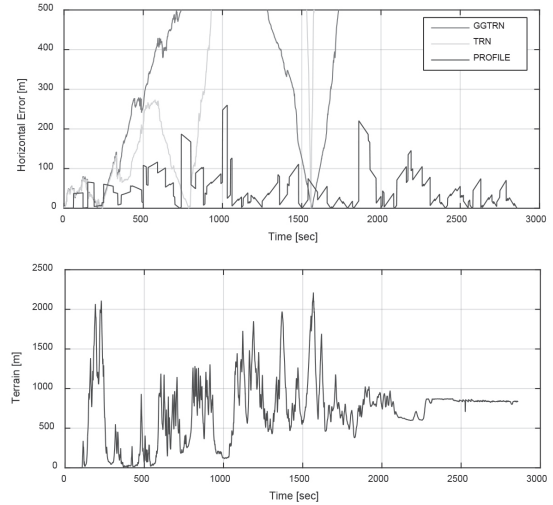 500
400
300
200
100
0
Horizontal Error [m]
GGTRN
TRN
PROFILE
0 500 1000 1500 2000 2500 3000
Time [sec]
2500
2000
1500
1000
500
0
Terrain [m]
0 500 1000 1500 2000 2500 3000
Time [sec]